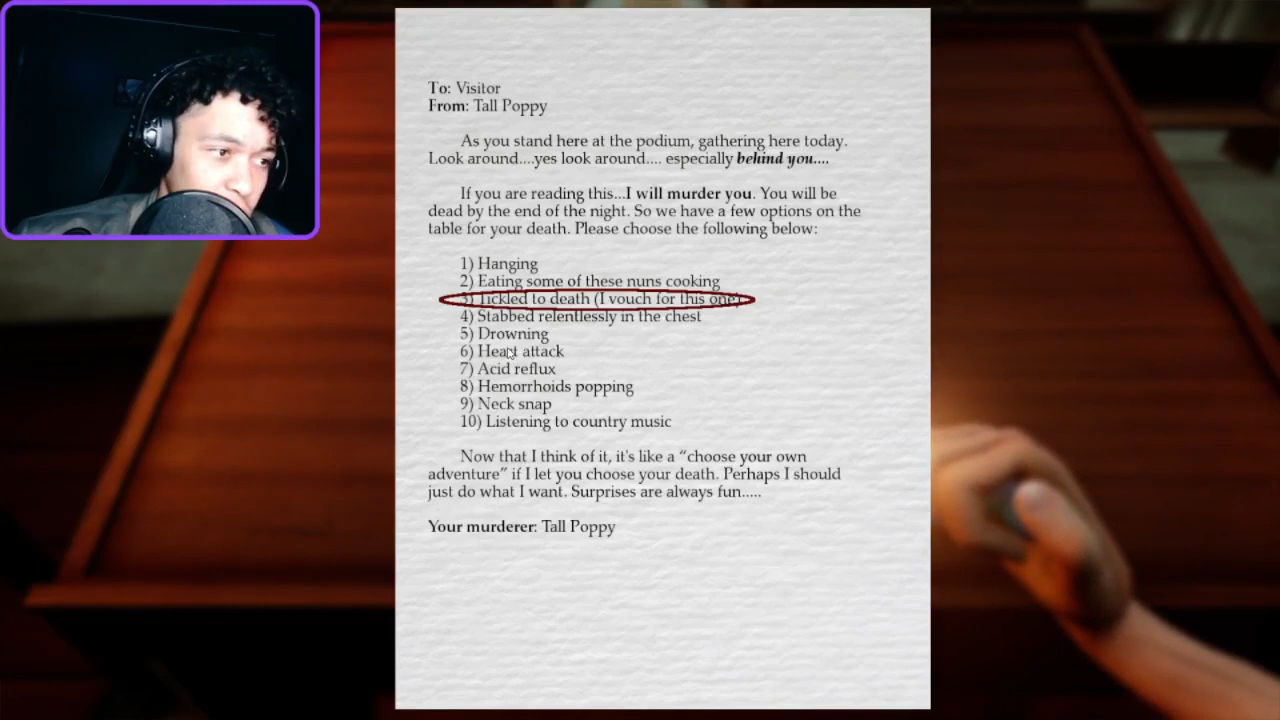 To: Visitor
From: Tall Poppy
As you stand here at the podium, gathering here today.
Look around....yes look around.... especially behind you....
If you are reading this...I will murder you. You will be
dead by the end of the night. So we have a few options on the
table for your death. Please choose the following below:
1) Hanging
2) Eating some of these nuns cooking
3) Tickled to death (I vouch for this one)
4) Stabbed relentlessly in the chest
5) Drowning
6) Heart attack
7) Acid reflux
8) Hemorrhoids popping
9) Neck snap
10) Listening to country music
Now that I think of it, it's like a “choose your own
adventure” if I let you choose your death. Perhaps I should
just do what I want. Surprises are always fun.....
Your murderer: Tall Poppy